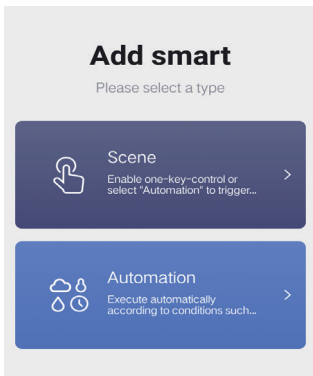 Add smart
Please select a type
Scene
Enable one-key-control or
select "Automation" to trigger...
Automation
Execute automatically
according to conditions such...